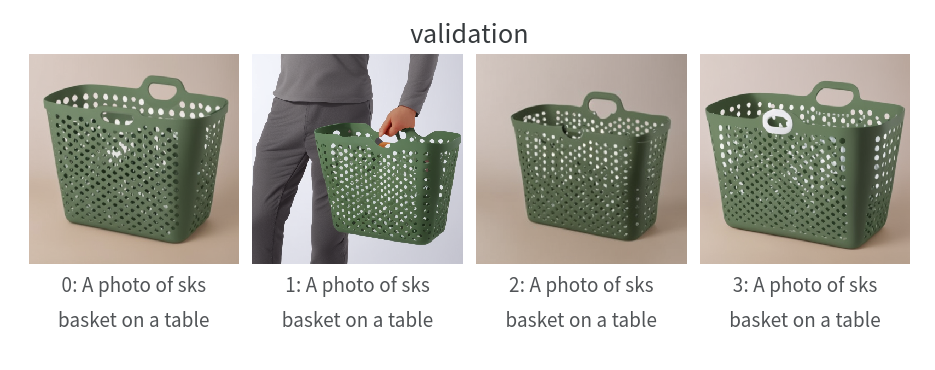 validation
0: A photo of sks
basket on a table
1: A photo of sks
basket on a table
2: A photo of sks
basket on a table
3: A photo of sks
basket on a table